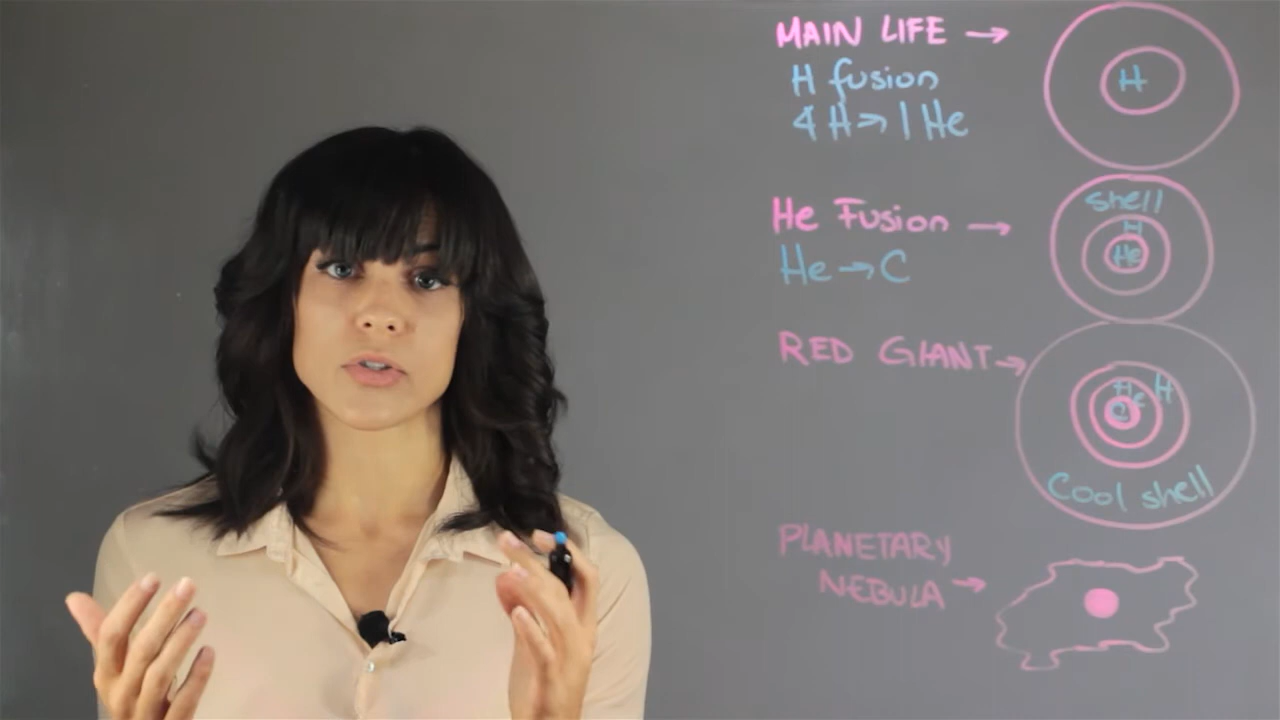 MAIN LIFE →
H fusion
4 H → 1 He
H
He Fusion →
He → C
shell
H
He
RED GIANT →
He
H
C
Cool shell
PLANETARY
NEBULA →